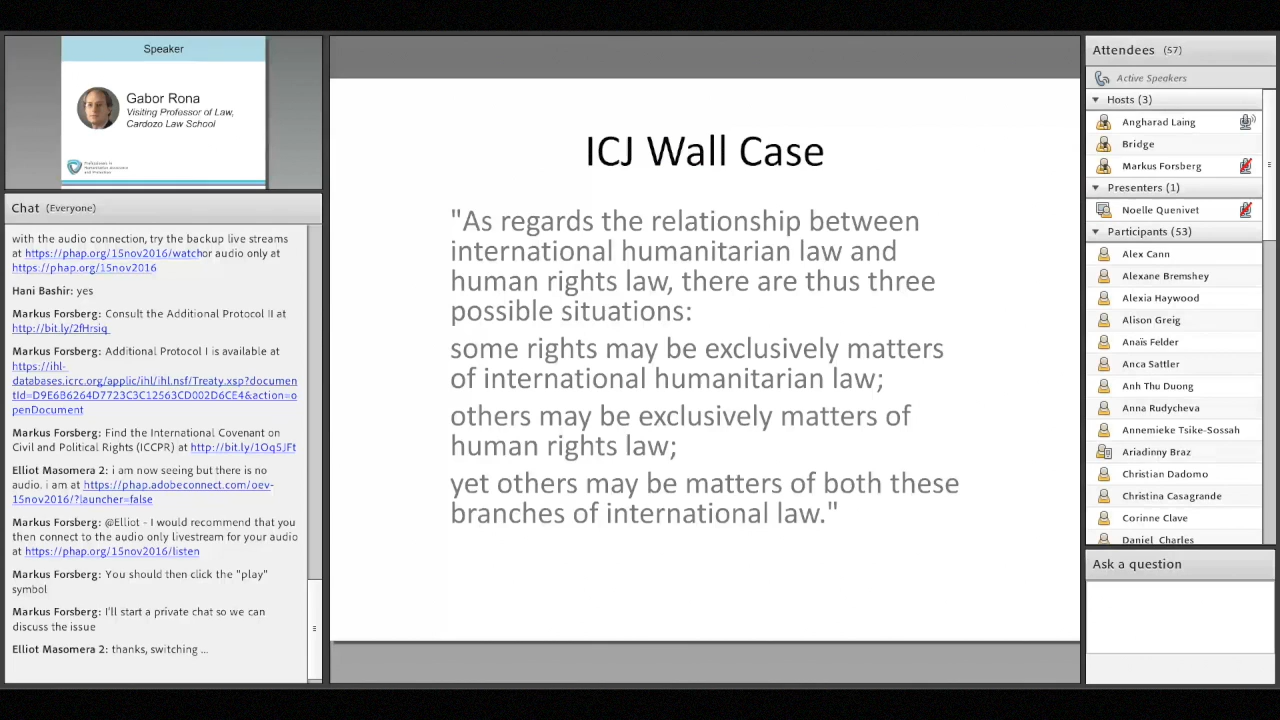 Speaker
Gabor Rona
Visiting Professor of Law,
Cardozo Law School
Professionals in
Humanitarian Assistance
and Protection
Chat (Everyone)
with the audio connection, try the backup live streams
at https://phap.org/15nov2016/watchor audio only at
https://phap.org/15nov2016
Hani Bashir: yes
Markus Forsberg: Consult the Additional Protocol II at
http://bit.ly/2fHrsiq
Markus Forsberg: Additional Protocol I is available at
https://ihl-
databases.icrc.org/applic/ihl/ihl.nsf/Treaty.xsp?documen
tId=D9E6B6264D7723C3C12563CD002D6CE4&action=o
penDocument
Markus Forsberg: Find the International Covenant on
Civil and Political Rights (ICCPR) at http://bit.ly/1Oq5JFt
Elliot Masomera 2: i am now seeing but there is no
audo. i am at https://phap.adobeconnect.com/oev-
15nov2016/?launcher=false
Markus Forsberg: @Elliot - I would recommend that you
then connect to the audio only livestream for your audio
at https://phap.org/15nov2016/listen
Markus Forsberg: You should then click the "play"
symbol
Markus Forsberg: I'll start a private chat so we can
discuss the issue
Elliot Masomera 2: thanks, switching ...
ICJ Wall Case
"As regards the relationship between
international humanitarian law and
human rights law, there are thus three
possible situations:
some rights may be exclusively matters
of international humanitarian law;
others may be exclusively matters of
human rights law;
yet others may be matters of both these
branches of international law."
Attendees (57)
Active Speakers
Hosts (3)
Angharad Laing
Bridge
Markus Forsberg
Presenters (1)
Noelle Quenivet
Participants (53)
Alex Cann
Alexane Bremshey
Alexia Haywood
Alison Greig
Anaïs Felder
Anca Sattler
Anh Thu Duong
Anna Rudycheva
Annemieke Tsike-Sossah
Ariadinny Braz
Christian Dadomo
Christina Casagrande
Corinne Clave
Daniel Charles
Ask a question